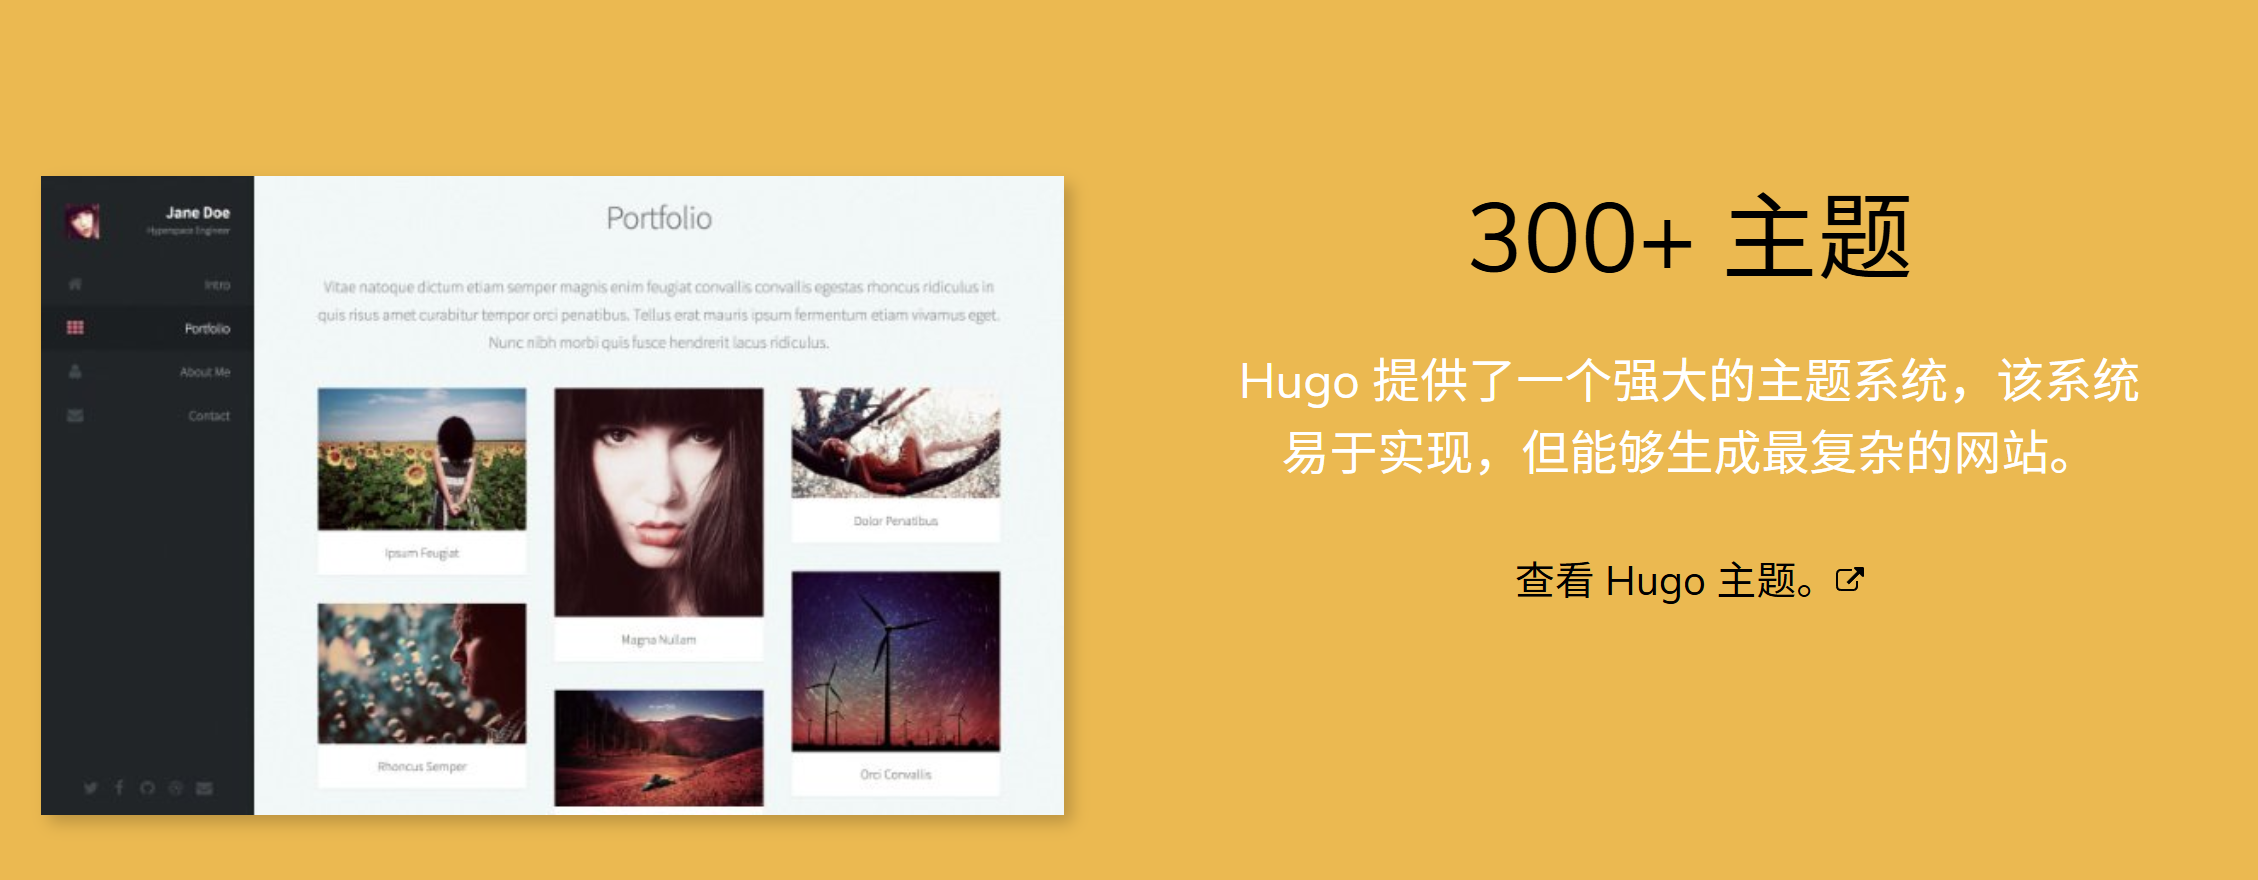 Jane Doe
Hyperspace Engineer
Intro
Portfolio
About Me
Contact
Portfolio
Vitae natoque dictum etiam semper magnis enim feugiat convallis convallis egestas rhoncus ridiculus in
quis risus amet curabitur tempor orci penatibus. Tellus erat mauris ipsum fermentum etiam vivamus eget.
Nunc nibh morbi quis fusce hendrerit lacus ridiculus.
Ipsum Feugiat
Rhoncus Semper
Magna Nullam
Dolor Penatibus
Orci Convallis
300+ 主题
Hugo 提供了一个强大的主题系统，该系统
易于实现，但能够生成最复杂的网站。
查看 Hugo 主题。